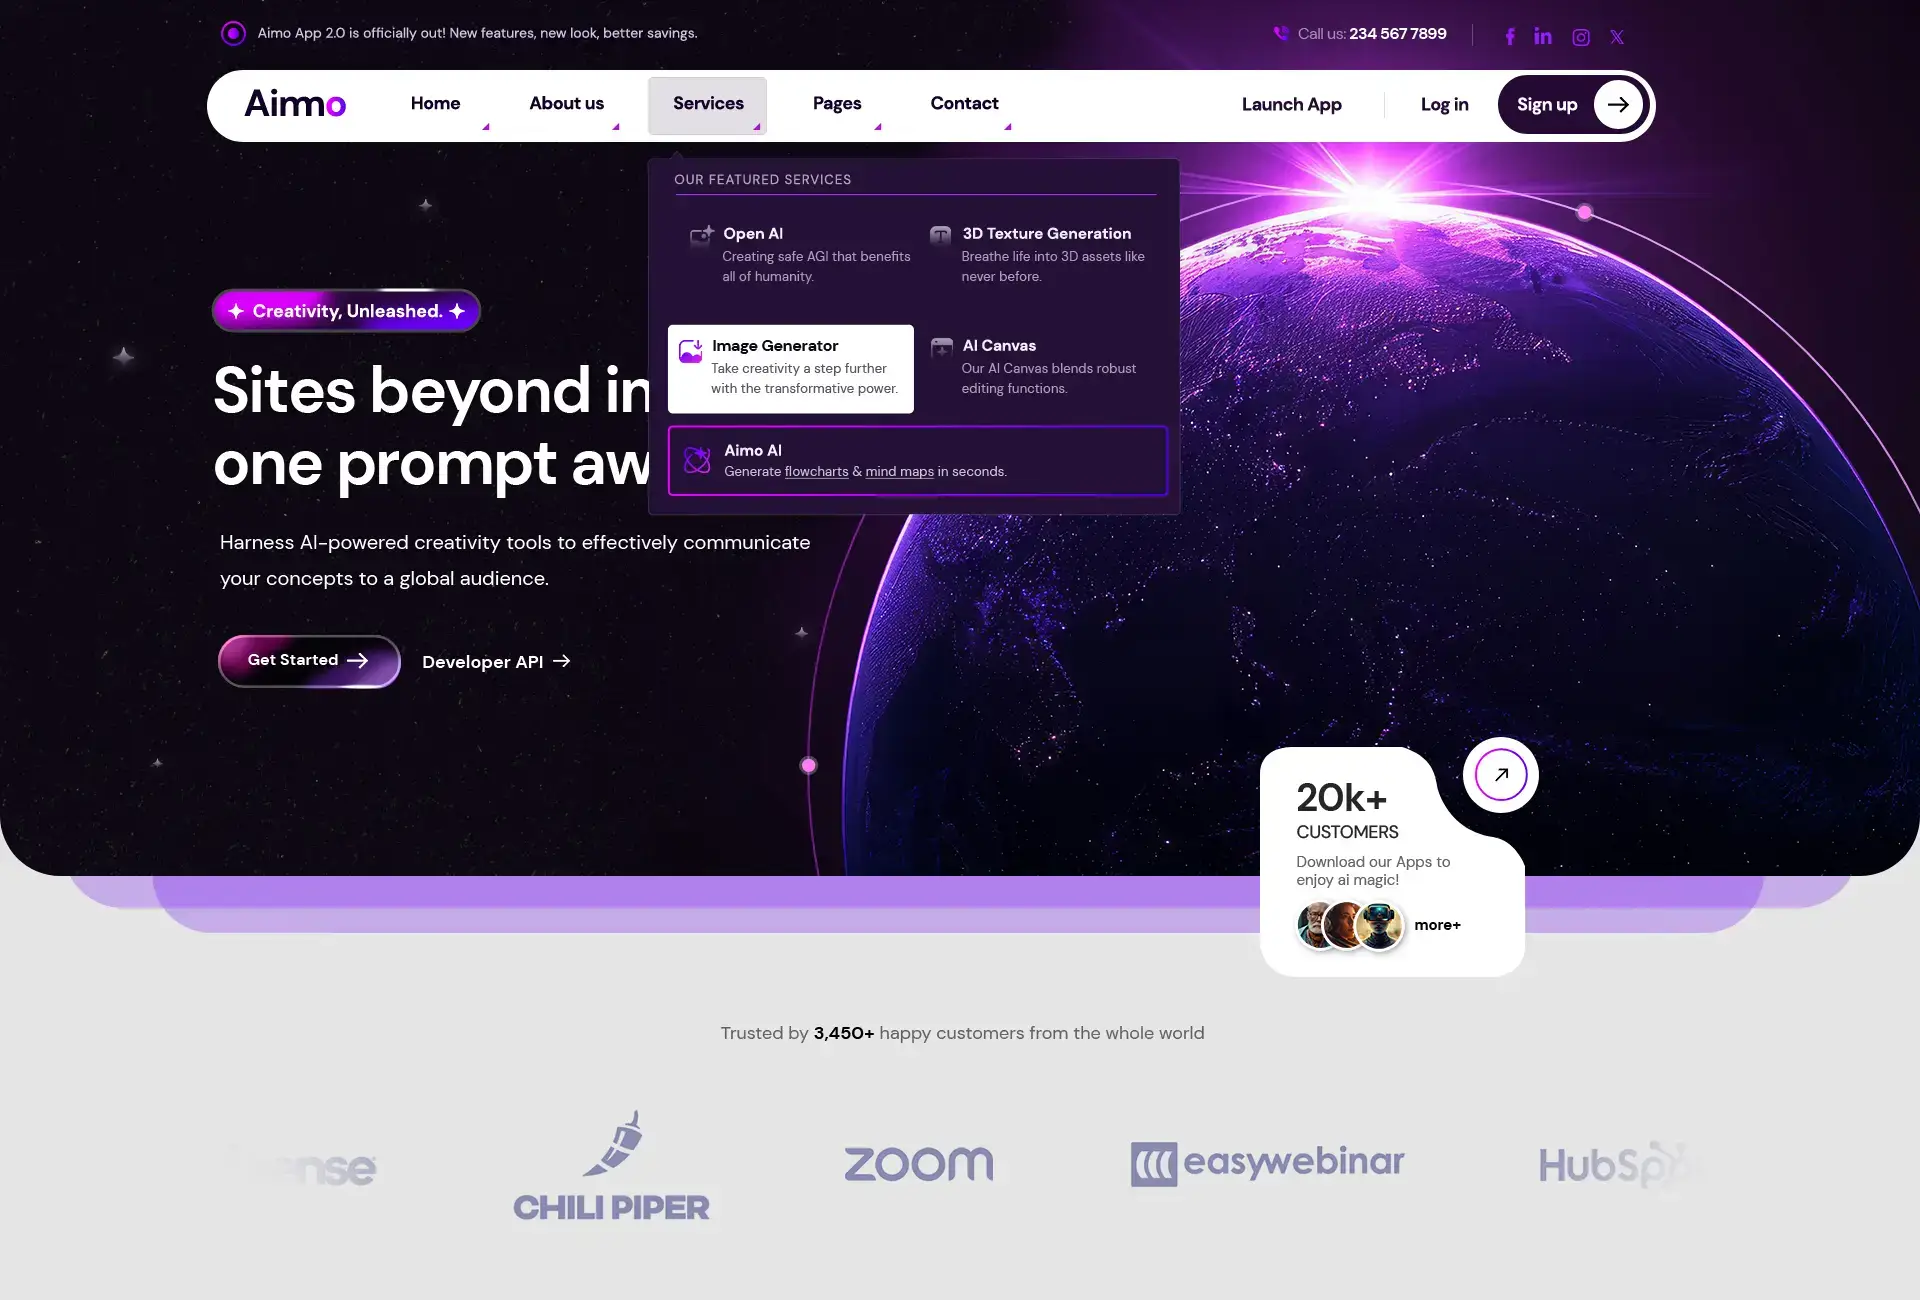 Aimo App 2.0 is officially out! New features, new look, better savings.
Call us: 234 567 7899
Aimo
Home
About us
Services
Pages
Contact
Launch App
Log in
Sign up
OUR FEATURED SERVICES
Open AI
Creating safe AGI that benefits
all of humanity.
3D Texture Generation
Breathe life into 3D assets like
never before.
Image Generator
Take creativity a step further
with the transformative power.
AI Canvas
Our AI Canvas blends robust
editing functions.
Aimo AI
Generate flowcharts & mind maps in seconds.
Creativity, Unleashed.
Sites beyond
one prompt
Harness AI-powered creativity tools to effectively communicate
your concepts to a global audience.
Get Started
Developer API
20k+
CUSTOMERS
Download our Apps to
enjoy ai magic!
more+
Trusted by 3,450+ happy customers from the whole world
CHILI PIPER
zoom
easywebinar
HubSpot